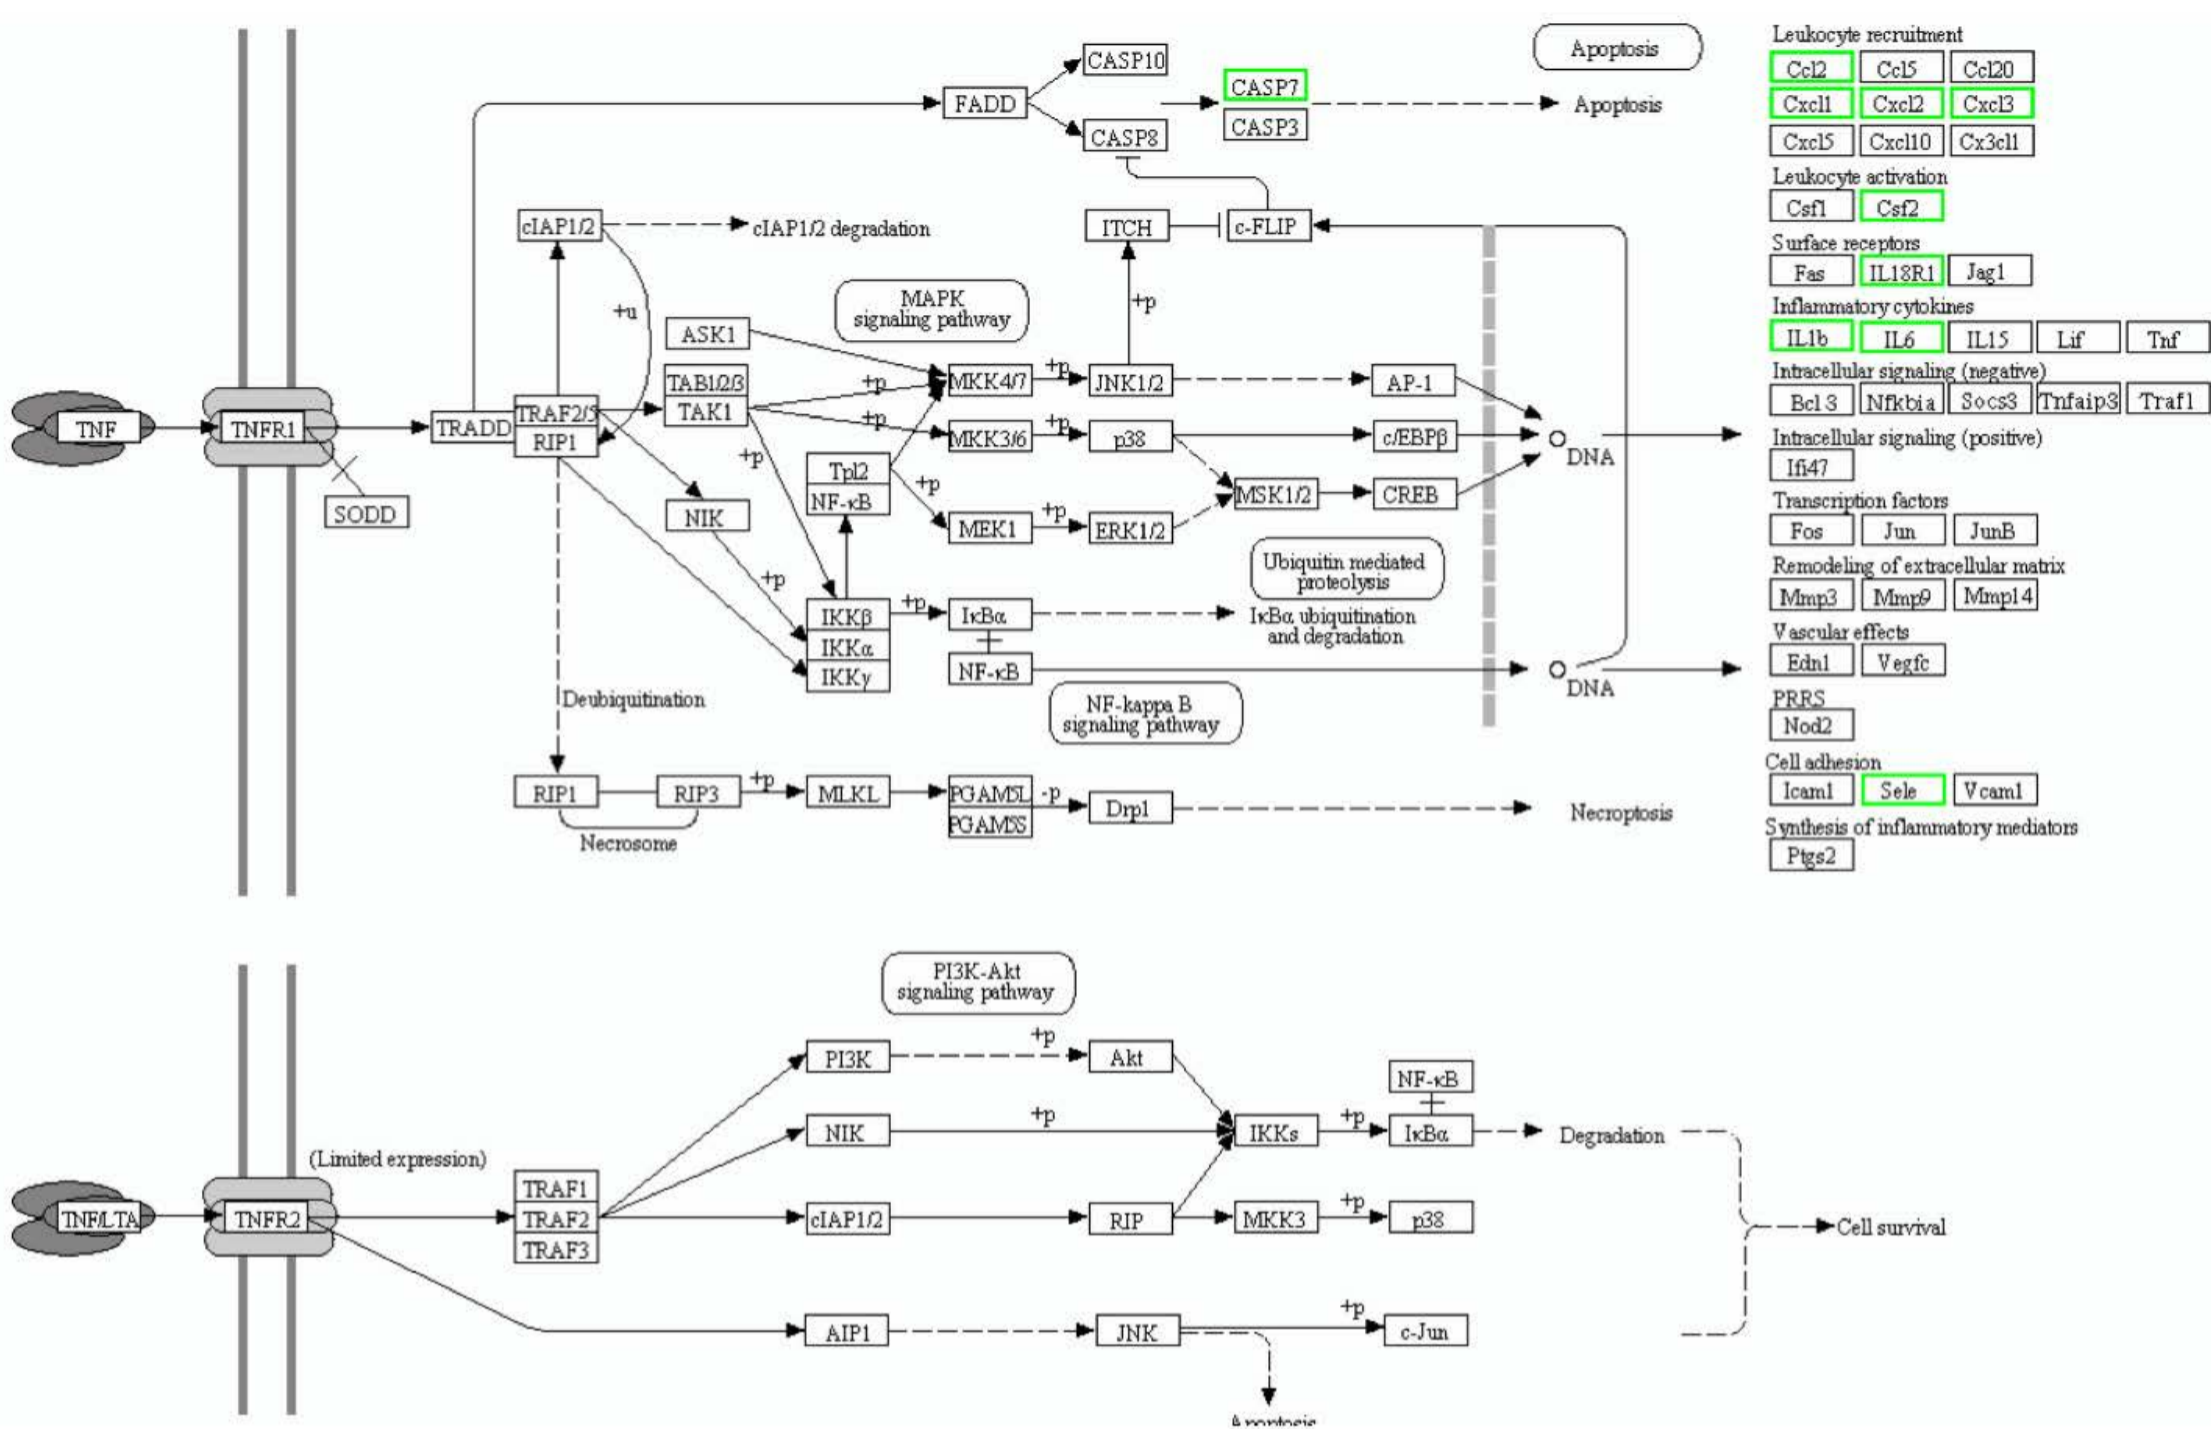 Apoptosis
CASP10
FADD
CASP7
Apoptosis
CASP3
CASP8
cIAP1/2
cIAP1/2 degradation
ITCH
c-FLIP
+u
MAPK
signaling pathway
+p
ASK1
TAB1/2/3
TAK1
+p
+p
+p
MKK4/7
+p
JNK1/2
AP-1
TNF
TNFR1
TRADD
TRAF2/5
RIP1
MKK3/6
+p
p38
c/EBPβ
DNA
SODD
NIK
Tpl2
NF-κB
+p
MEK1
+p
ERK1/2
MSK1/2
CREB
+p
IKKβ
IKKα
IKKγ
+p
IκBα
Ubiquitin mediated
proteolysis
IκBα ubiquitination
and degradation
NF-κB
DNA
NF-kappa B
signaling pathway
Deubiquitination
RIP1
RIP3
+p
MLKL
PGAM5L
PGAM5S
-p
Drp1
Necroptosis
Necrosome
Leukocyte recruitment
Ccl2 Ccl5 Ccl20
Cxcl1 Cxcl2 Cxcl3
Cxcl5 Cxcl10 Cx3cl1
Leukocyte activation
Csf1 Csf2
Surface receptors
Fas IL18R1 Jag1
Inflammatory cytokines
IL1b IL6 IL15 Lif Tnf
Intracellular signaling (negative)
Bcl3 Nfkbia Socs3 Tnfaip3 Traf1
Intracellular signaling (positive)
Ifi47
Transcription factors
Fos Jun JunB
Remodeling of extracellular matrix
Mmp3 Mmp9 Mmp14
Vascular effects
Edn1 Vegfc
PRRS
Nod2
Cell adhesion
Icam1 Sele Vcam1
Synthesis of inflammatory mediators
Ptgs2
PI3K-Akt
signaling pathway
PI3K
+p
Akt
NF-κB
NIK
+p
IKKs
+p
IκBα
Degradation
(Limited expression)
TNF/LTA
TNFR2
TRAF1
TRAF2
TRAF3
cIAP1/2
RIP
MKK3
+p
p38
Cell survival
AIP1
JNK
+p
c-Jun
Apoptosis